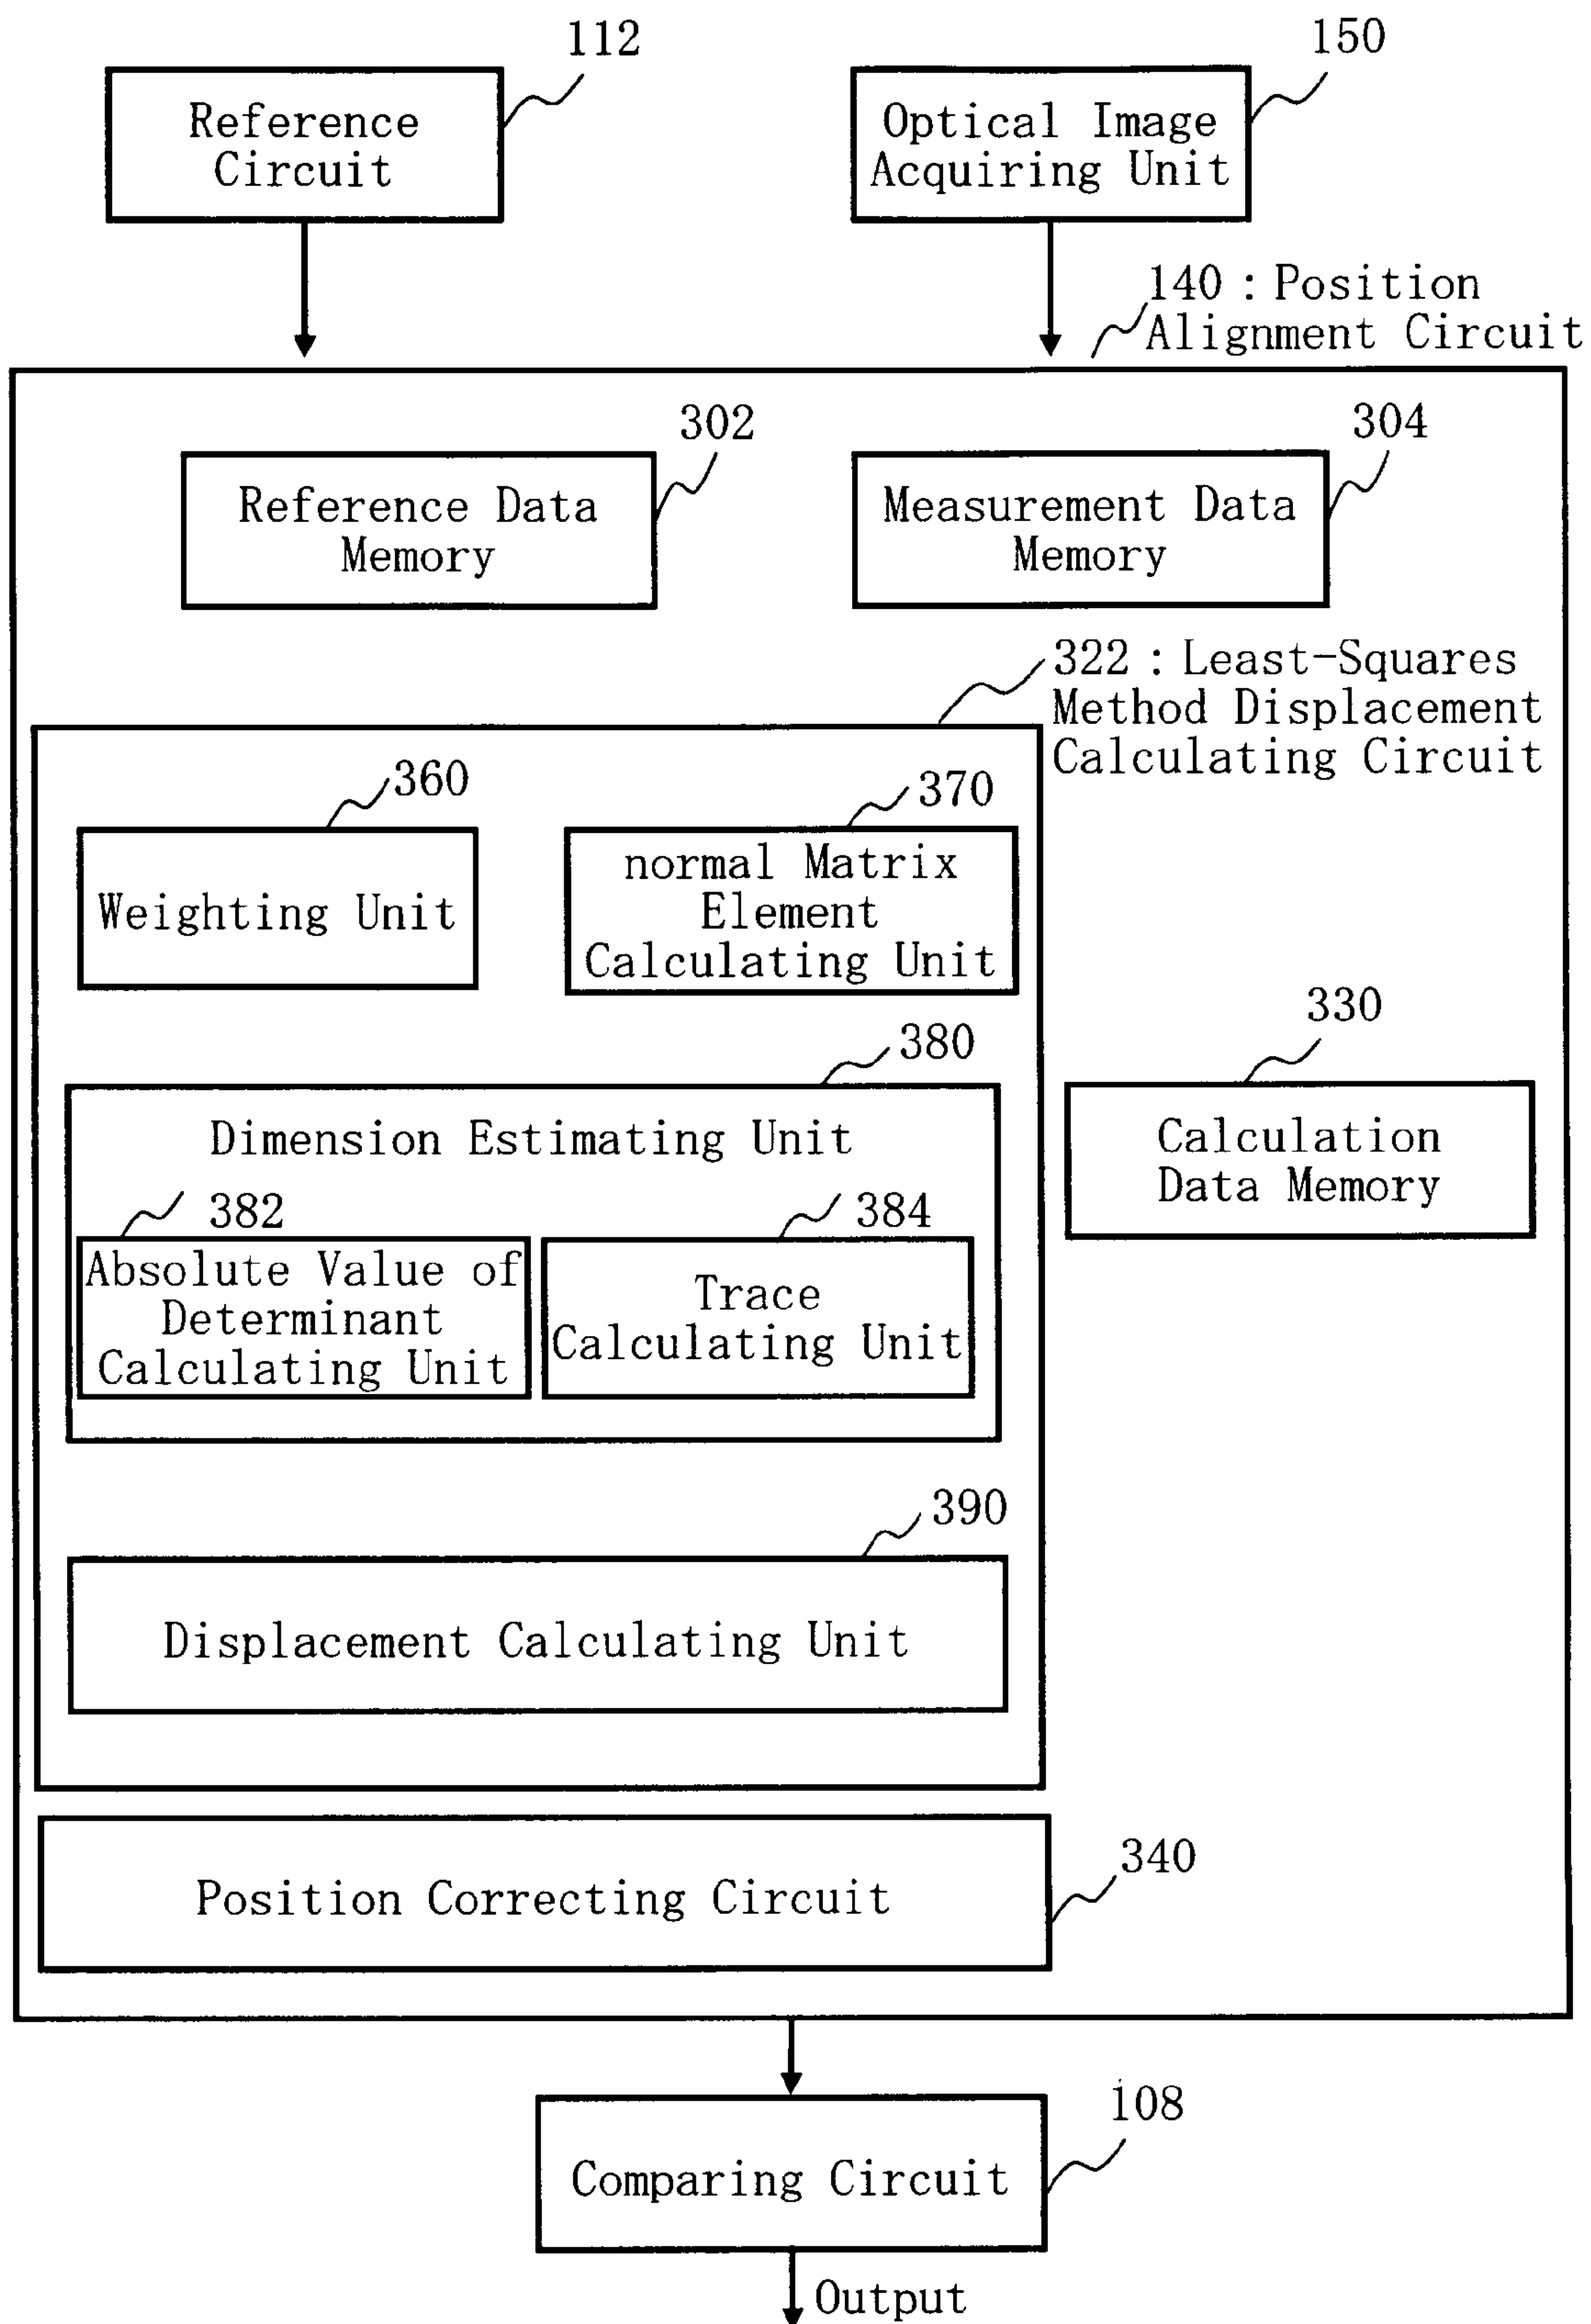 112
150
Reference
Circuit
Optical Image
Acquiring Unit
140 : Position
Alignment Circuit
302
304
Reference Data
Memory
Measurement Data
Memory
322 : Least-Squares
Method Displacement
Calculating Circuit
360
370
Weighting Unit
normal Matrix
Element
Calculating Unit
330
380
Dimension Estimating Unit
Calculation
Data Memory
382
384
Absolute Value of
Determinant
Calculating Unit
Trace
Calculating Unit
390
Displacement Calculating Unit
340
Position Correcting Circuit
108
Comparing Circuit
Output